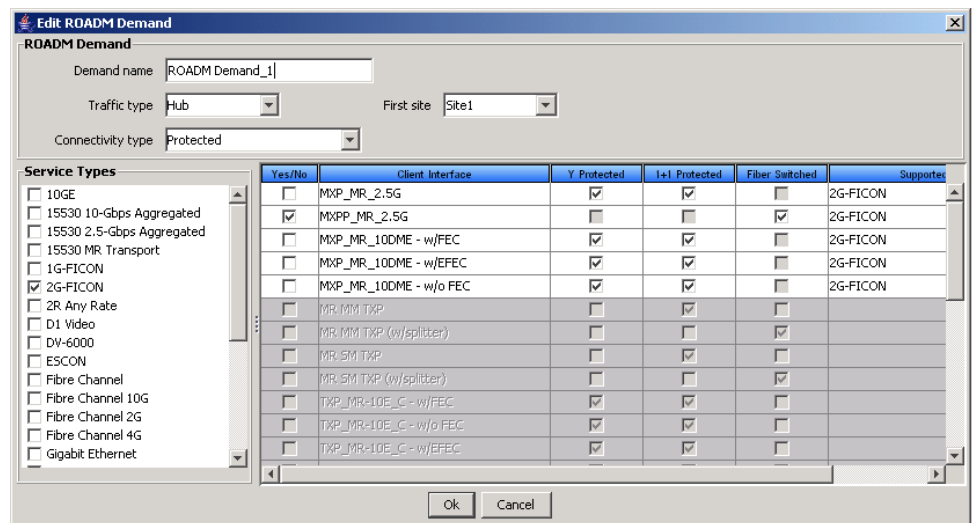 Edit ROADM Demand
ROADM Demand
Demand name ROADM Demand_1
Traffic type Hub First site Site1
Connectivity type Protected
Service Types
10GE
15530 10-Gbps Aggregated
15530 2.5-Gbps Aggregated
15530 MR Transport
1G-FICON
2G-FICON
2R Any Rate
D1 Video
DV-6000
ESCON
Fibre Channel
Fibre Channel 10G
Fibre Channel 2G
Fibre Channel 4G
Gigabit Ethernet
Yes/No Client Interface Y Protected 1+1 Protected Fiber Switched Supported
MXP_MR_2.5G 2G-FICON
MXPP_MR_2.5G 2G-FICON
MXP_MR_10DME - w/FEC 2G-FICON
MXP_MR_10DME - w/EFEC 2G-FICON
MXP_MR_10DME - w/o FEC 2G-FICON
MR MM TXP
MR MM TXP (w/splitter)
MR SM TXP
MR SM TXP (w/splitter)
TXP_MR-10E_C - w/FEC
TXP_MR-10E_C - w/o FEC
TXP_MR-10E_C - w/EFEC
Ok Cancel